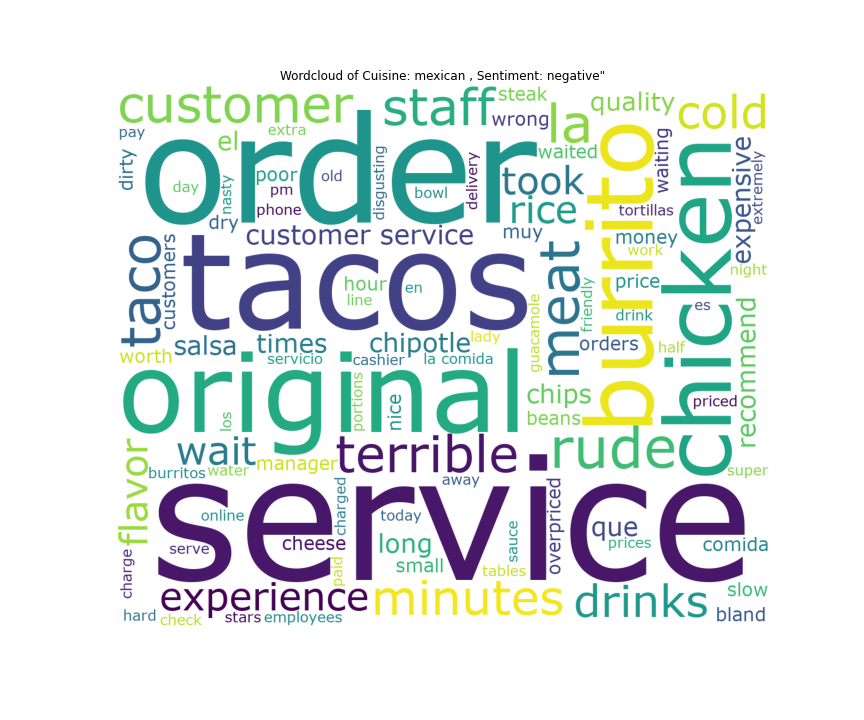 Wordcloud of Cuisine: mexican , Sentiment: negative"
customer
staff
steak
quality
cold
order
wrong
la
pay
el
extra
dirty
day
nasty
poor
pm
phone
old
disgusting
bowl
delivery
waited
took
rice
burrito
waiting
chicken
expensive
extremely
tortillas
dry
customer service
muy
money
work
night
taco
customers
tacos
hour
line
en
meat
guacamole
friendly
price
drink
es
worth
salsa
times
servicio
chipotle
cashier
la comida
lady
orders
half
recommend
original
los
portions
nice
chips
beans
priced
flavor
wait
burritos
water
manager
terrible
away
rude
super
service
online
serve
charge
cheese
charged
paid
today
long
small
sauce
tables
overpriced
que
prices
comida
experience
minutes
drinks
slow
bland
hard
check
stars
employees